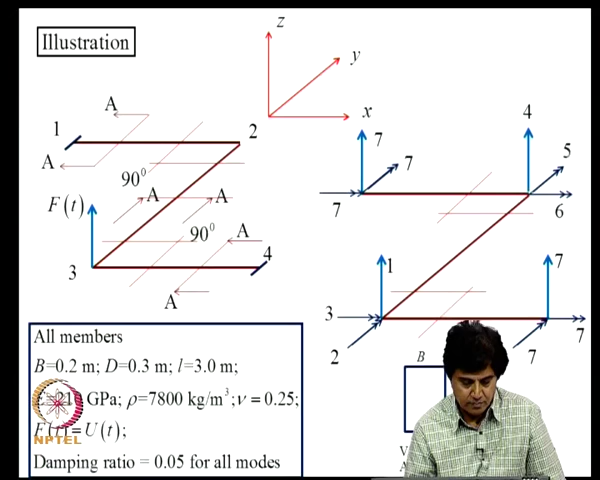 Illustration
z
y
x
A
1
2
A
90⁰
A
A
F(t)
90⁰
A
3
4
A
4
7
7
5
7
6
1
7
3
7
2
7
B
All members
B=0.2 m; D=0.3 m; l=3.0 m;
GPa; ρ=7800 kg/m³; ν = 0.25;
F(t)=U(t);
Damping ratio = 0.05 for all modes
NPTEL